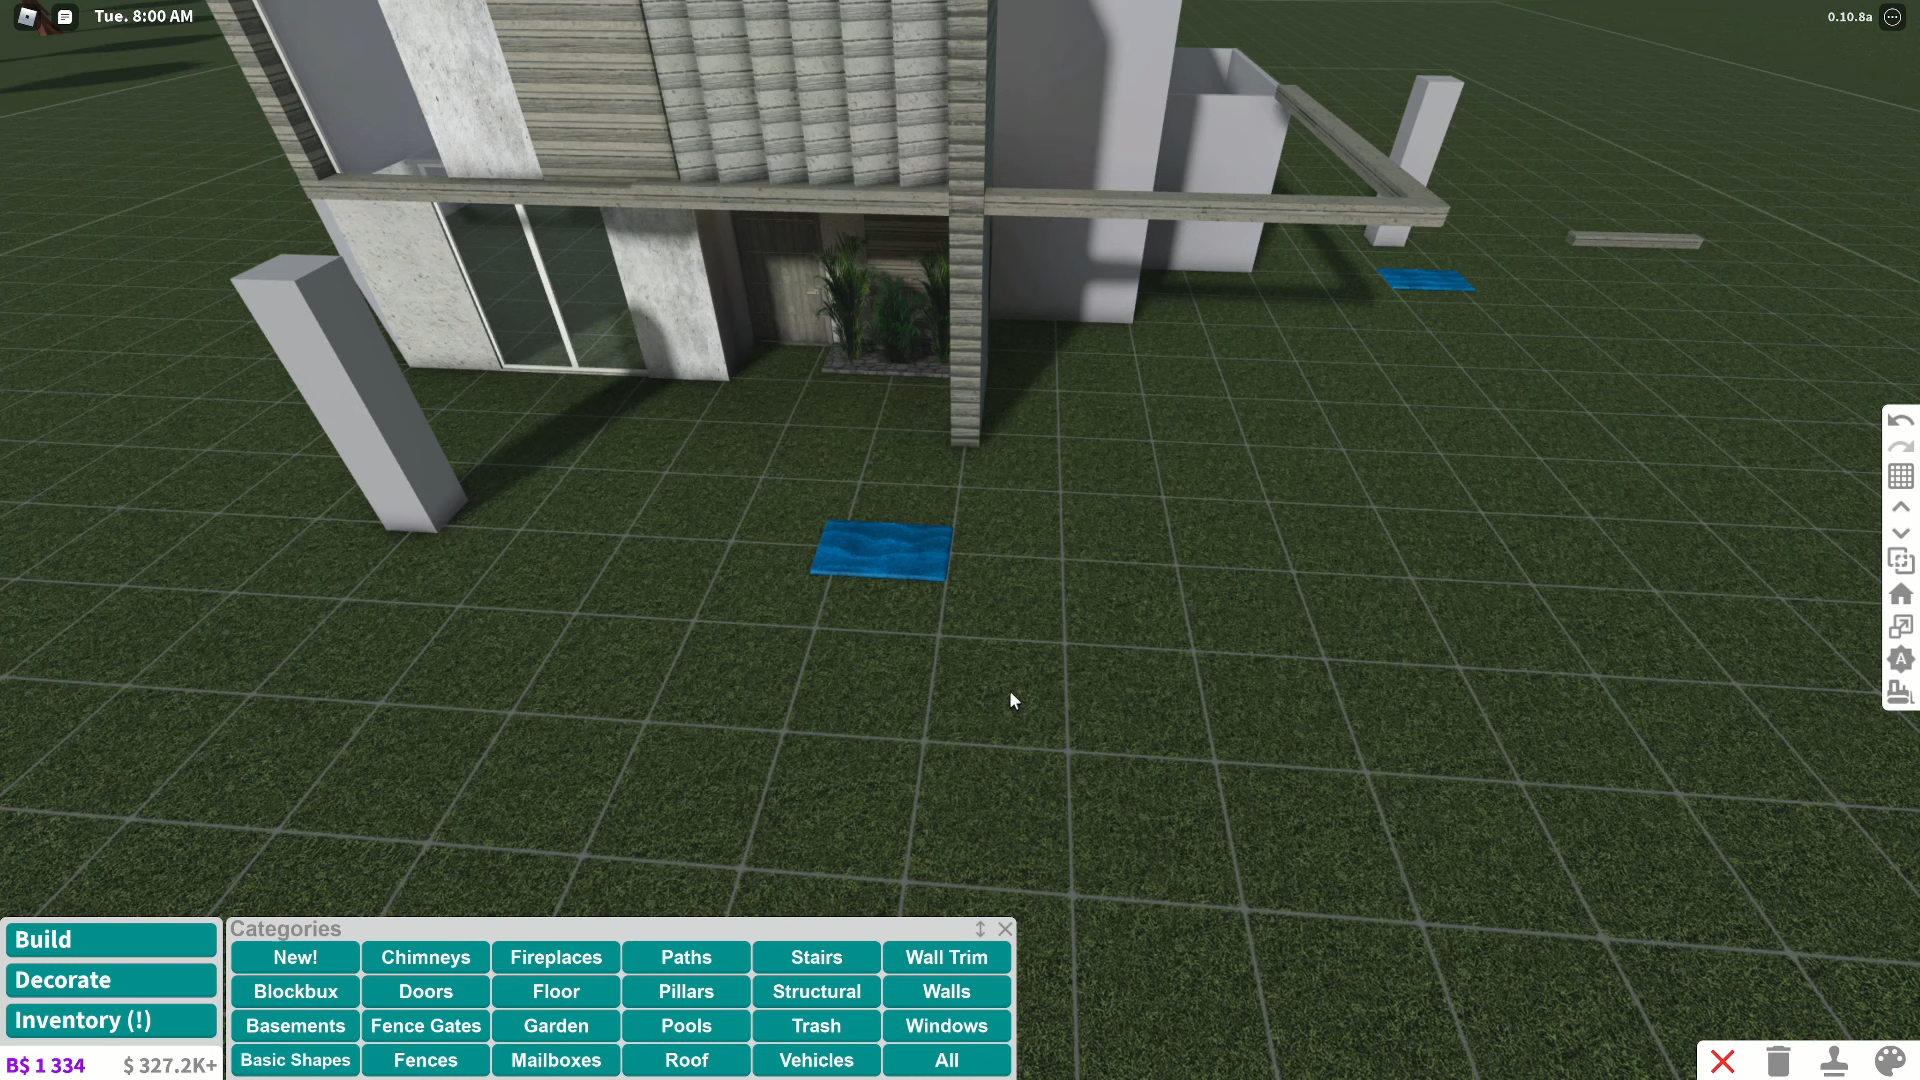 Tue. 8:00 AM
0.10.8a
A
Build
Decorate
Inventory (!)
B$ 1 334
$ 327.2K+
Categories
New! Chimneys Fireplaces Paths Stairs Wall Trim
Blockbux Doors Floor Pillars Structural Walls
Basements Fence Gates Garden Pools Trash Windows
Basic Shapes Fences Mailboxes Roof Vehicles All